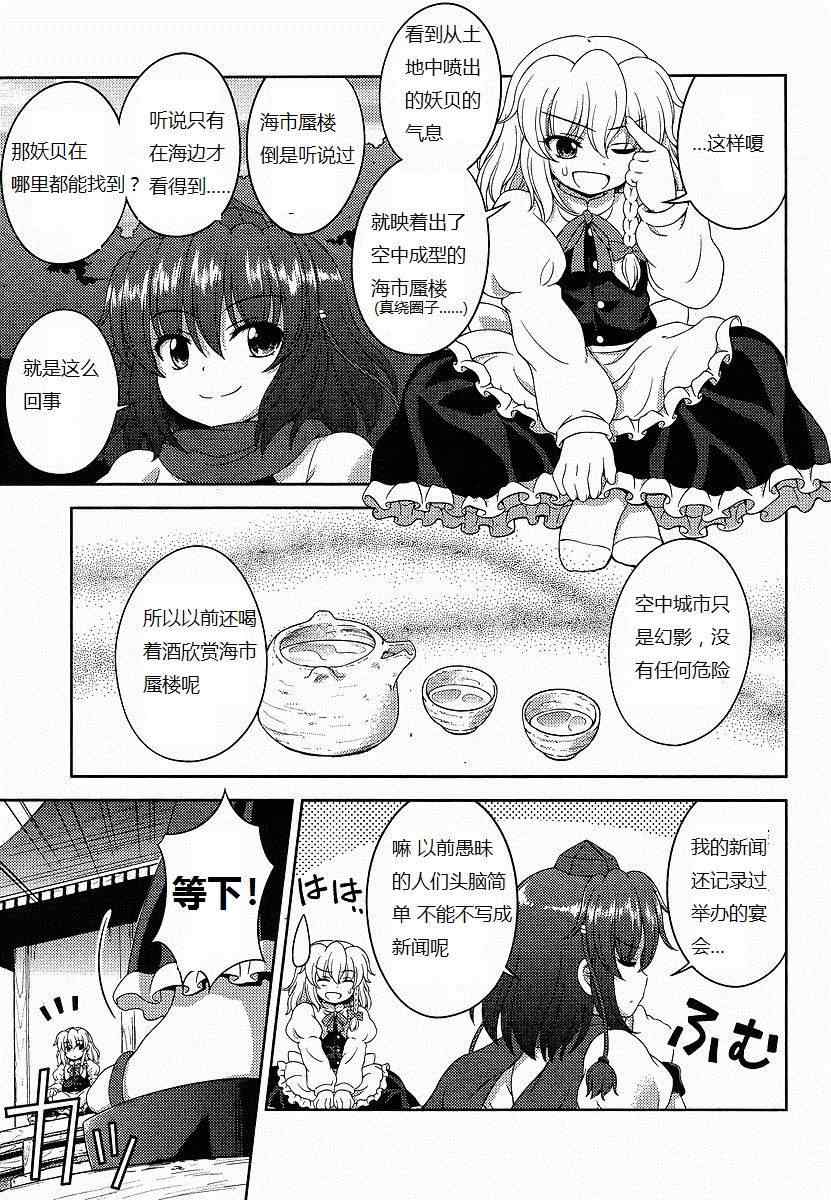 …这样嗄
看到从土
地中喷出
的妖贝的
气息
就映着出了
空中成型的
海市蜃楼
(真绕圈子……)
海市蜃楼
倒是听说过
听说只有
在海边才
看得到……
那妖贝在
哪里都能找到？
就是这么
回事
空中城市只
是幻影，没
有任何危险
所以以前还喝
着酒欣赏海市
蜃楼呢
我的新闻
还记录过
举办的宴
会…
ふむ
嘛 以前愚昧
的人们头脑简
单 不能不写成
新闻呢
はは
等下!
ガ